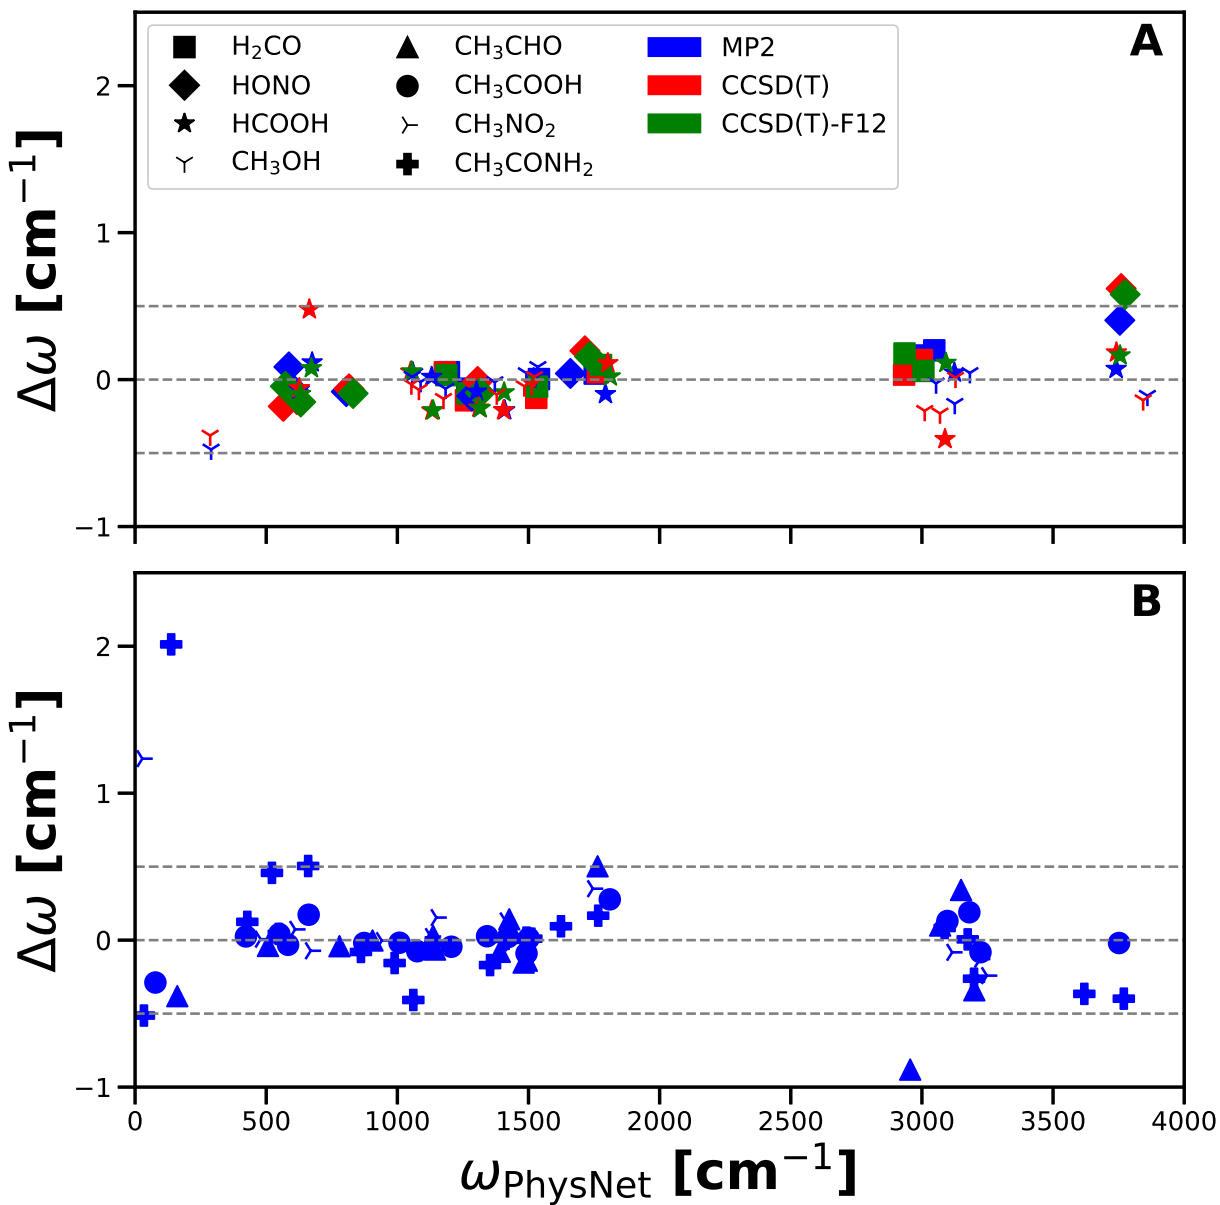 A
H₂CO CH₃CHO MP2
HONO CH₃COOH CCSD(T)
HCOOH CH₃NO₂ CCSD(T)-F12
CH₃OH CH₃CONH₂
2
1
0
−1
Δω [cm⁻¹]
B
2
1
0
−1
Δω [cm⁻¹]
0 500 1000 1500 2000 2500 3000 3500 4000
ω_PhysNet [cm⁻¹]